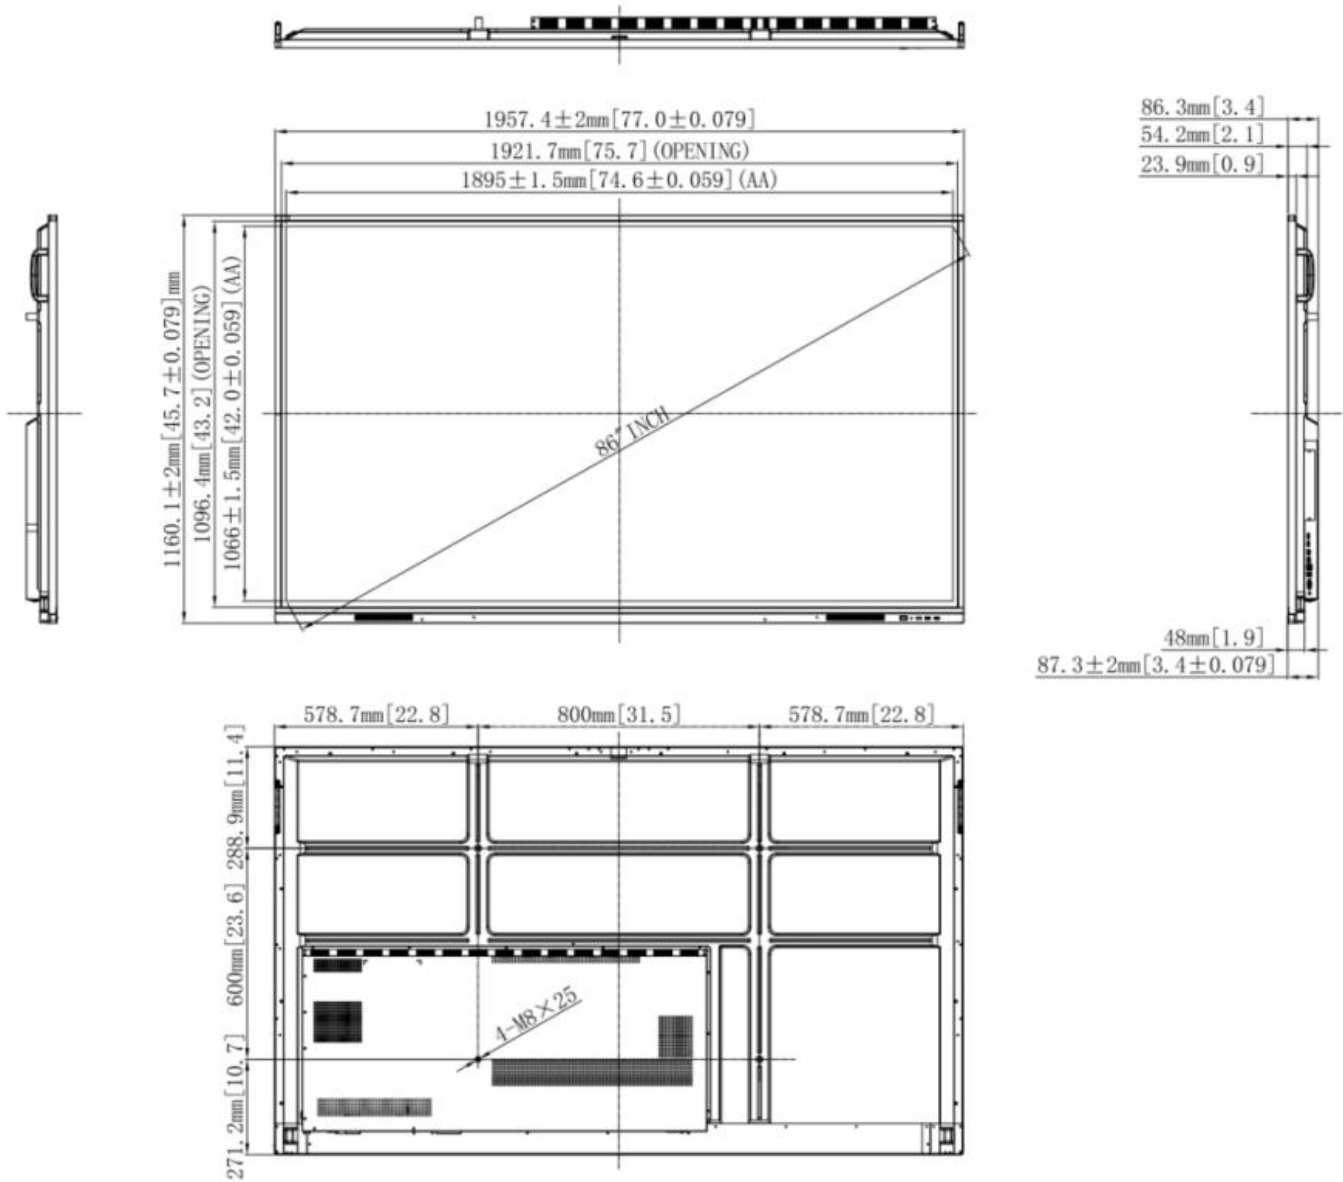 1957.4±2mm[77.0±0.079]
1921.7mm[75.7](OPENING)
1895±1.5mm[74.6±0.059](AA)
86.3mm[3.4]
54.2mm[2.1]
23.9mm[0.9]
1160.1±2mm[45.7±0.079]mm
1096.4mm[43.2](OPENING)
1066±1.5mm[42.0±0.059](AA)
86"INCH
48mm[1.9]
87.3±2mm[3.4±0.079]
578.7mm[22.8]
800mm[31.5]
578.7mm[22.8]
288.9mm[11.4]
600mm[23.6]
271.2mm[10.7]
4-M8×25